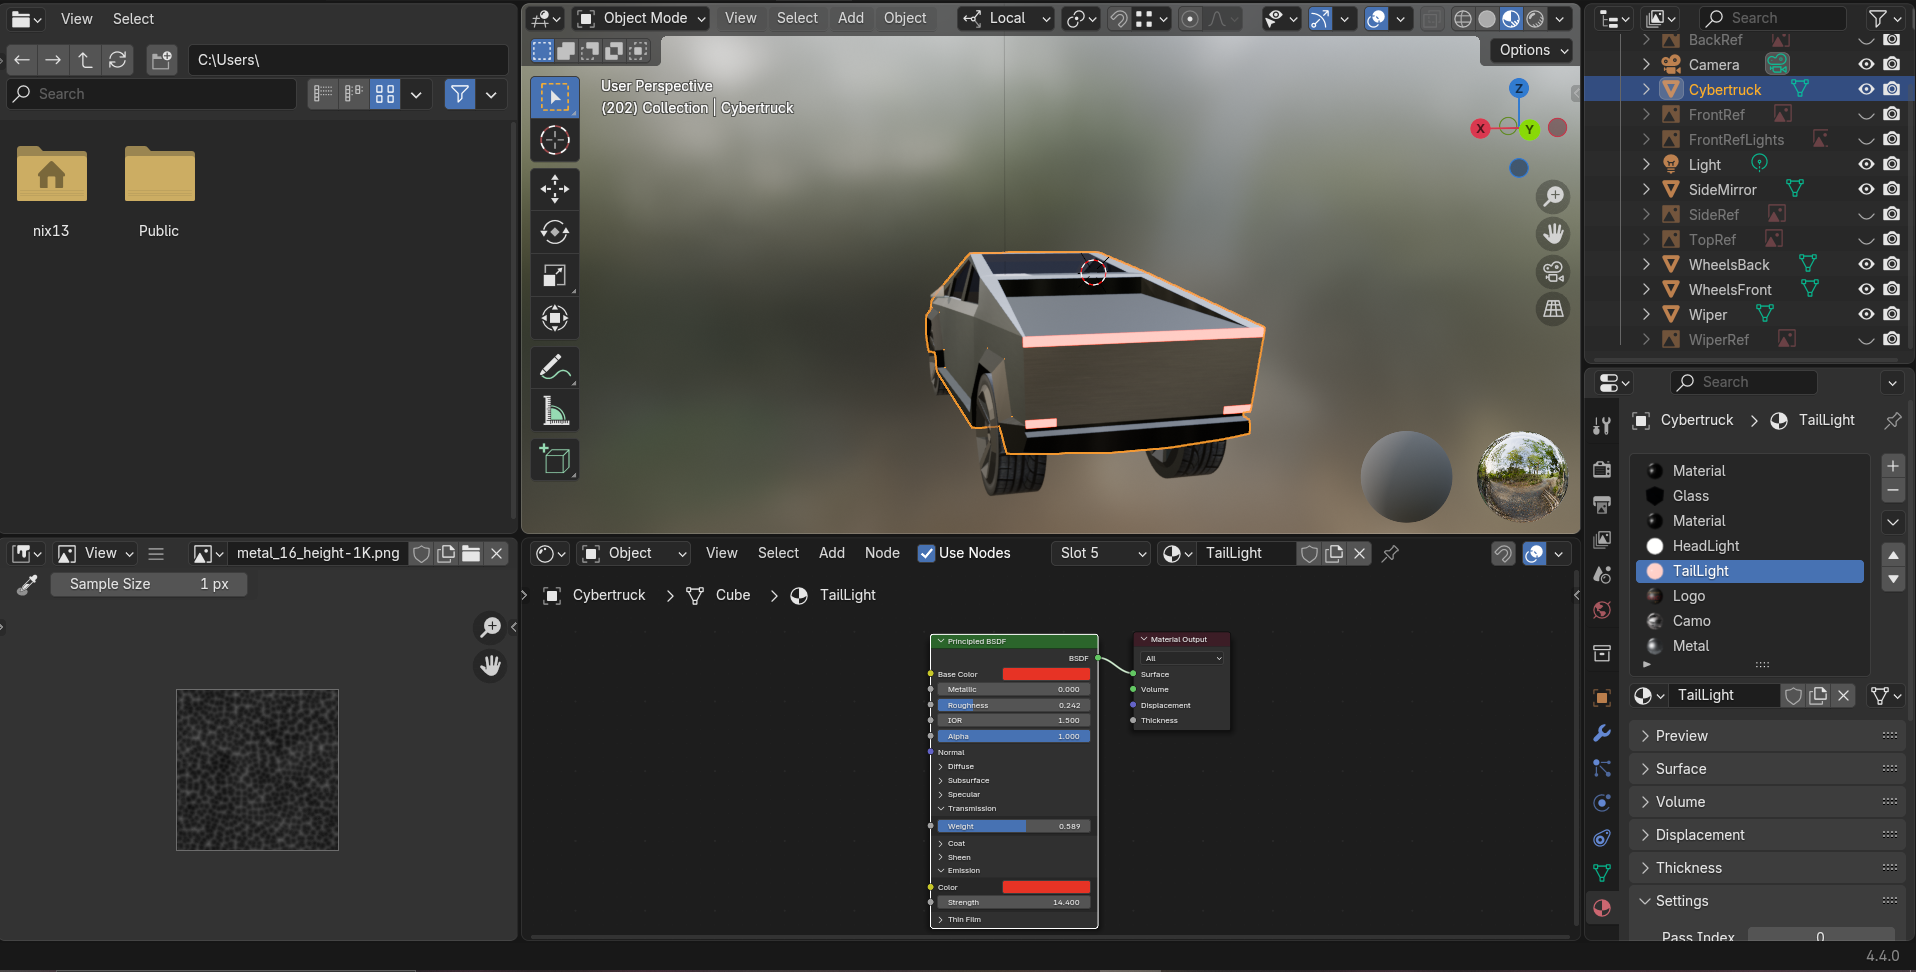 View
Select
C:\Users\
Search
nix13
Public
Object Mode
View
Select
Add
Object
Local
Options
User Perspective
(202) Collection | Cybertruck
Z
X
Y
Search
BackRef
Camera
Cybertruck
FrontRef
FrontRefLights
Light
SideMirror
SideRef
TopRef
WheelsBack
WheelsFront
Wiper
WiperRef
View
metal_16_height-1K.png
Sample Size 1 px
Object
View
Select
Add
Node
Use Nodes
Slot 5
TailLight
Cybertruck > Cube > TailLight
Principled BSDF
BSDF
Base Color
Metallic 0.000
Roughness 0.242
IOR 1.500
Alpha 1.000
Normal
Diffuse
Subsurface
Specular
Transmission
Weight 0.589
Coat
Sheen
Emission
Color
Strength 14.400
Thin Film
Material Output
All
Surface
Volume
Displacement
Thickness
Search
Cybertruck > TailLight
Material
Glass
Material
HeadLight
TailLight
Logo
Camo
Metal
TailLight
Preview
Surface
Volume
Displacement
Thickness
Settings
Pass Index 0
4.4.0